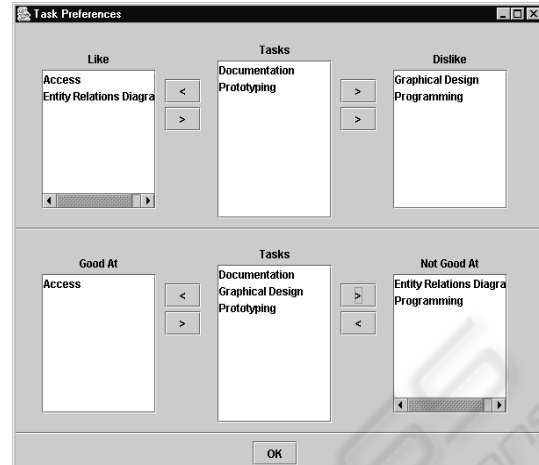 Task Preferences
Like
Tasks
Dislike
Access
Entity Relations Diagra
<
>
Documentation
Prototyping
>
>
Graphical Design
Programming
Good At
Tasks
Not Good At
Access
<
>
Documentation
Graphical Design
Prototyping
>
<
Entity Relations Diagra
Programming
OK